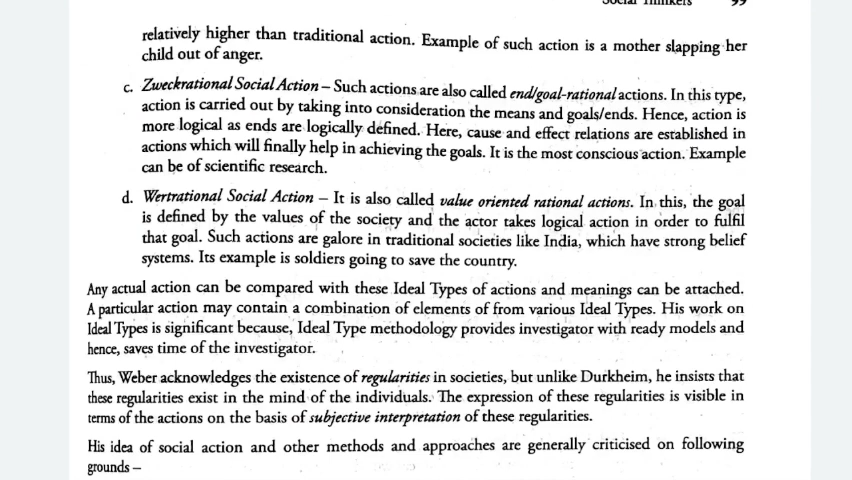 Social Thinkers 99
relatively higher than traditional action. Example of such action is a mother slapping her
child out of anger.
c. Zweckrational Social Action – Such actions are also called end/goal-rational actions. In this type,
action is carried out by taking into consideration the means and goals/ends. Hence, action is
more logical as ends are logically defined. Here, cause and effect relations are established in
actions which will finally help in achieving the goals. It is the most conscious action. Example
can be of scientific research.
d. Wertrational Social Action – It is also called value oriented rational actions. In this, the goal
is defined by the values of the society and the actor takes logical action in order to fulfil
that goal. Such actions are galore in traditional societies like India, which have strong belief
systems. Its example is soldiers going to save the country.
Any actual action can be compared with these Ideal Types of actions and meanings can be attached.
A particular action may contain a combination of elements of from various Ideal Types. His work on
Ideal Types is significant because, Ideal Type methodology provides investigator with ready models and
hence, saves time of the investigator.
Thus, Weber acknowledges the existence of regularities in societies, but unlike Durkheim, he insists that
these regularities exist in the mind of the individuals. The expression of these regularities is visible in
terms of the actions on the basis of subjective interpretation of these regularities.
His idea of social action and other methods and approaches are generally criticised on following
grounds –